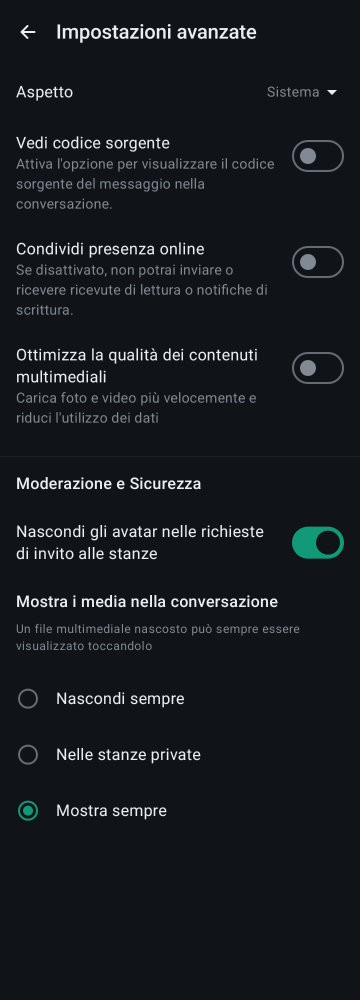 Impostazioni avanzate
Aspetto
Sistema
Vedi codice sorgente
Attiva l'opzione per visualizzare il codice
sorgente del messaggio nella
conversazione.
Condividi presenza online
Se disattivato, non potrai inviare o
ricevere ricevute di lettura o notifiche di
scrittura.
Ottimizza la qualità dei contenuti
multimediali
Carica foto e video più velocemente e
riduci l'utilizzo dei dati
Moderazione e Sicurezza
Nascondi gli avatar nelle richieste
di invito alle stanze
Mostra i media nella conversazione
Un file multimediale nascosto può sempre essere
visualizzato toccandolo
Nascondi sempre
Nelle stanze private
Mostra sempre